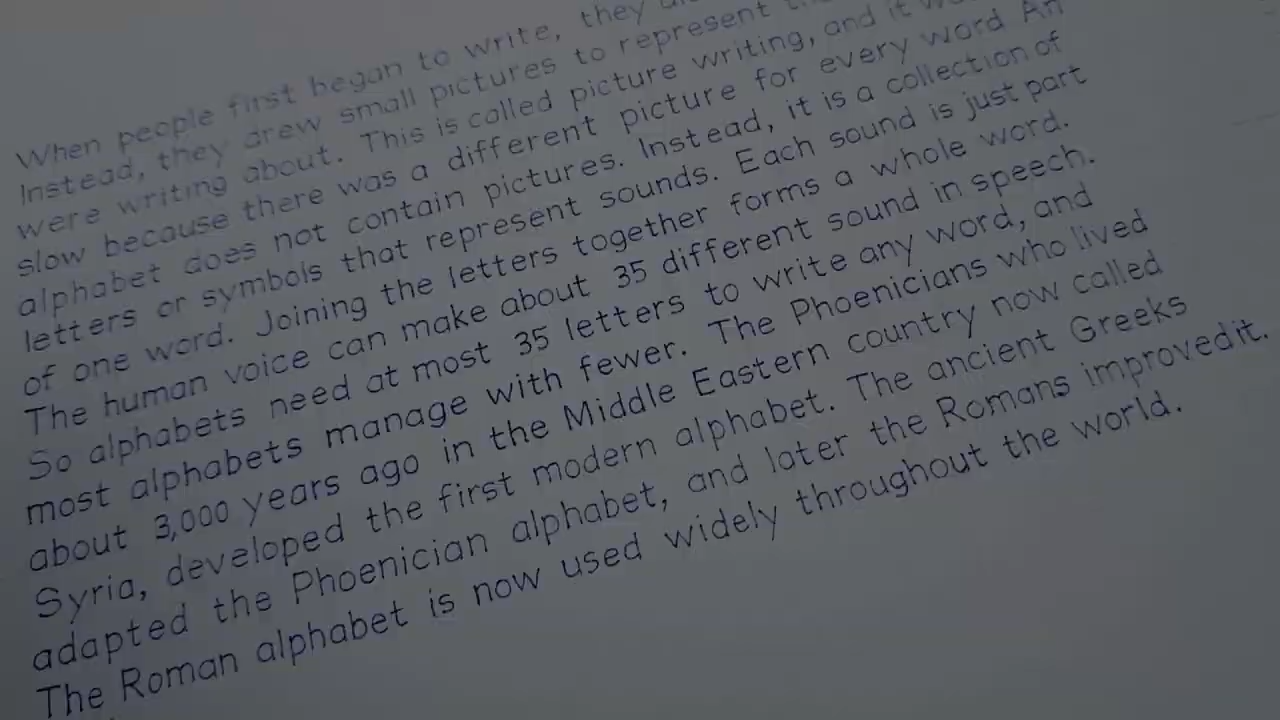 When people first began to write, they
Instead, they drew small pictures to represent
were writing about. This is called picture writing, and it
slow because there was a different picture for every word An
alphabet does not contain pictures. Instead, it is a collection of
letters or symbols that represent sounds. Each sound is just part
of one word. Joining the letters together forms a whole word.
The human voice can make about 35 different sound in speech.
So alphabets need at most 35 letters to write any word, and
most alphabets manage with fewer. The Phoenicians who lived
about 3,000 years ago in the Middle Eastern country now called
Syria, developed the first modern alphabet. The ancient Greeks
adapted the Phoenician alphabet, and later the Romans improved it.
The Roman alphabet is now used widely throughout the world.